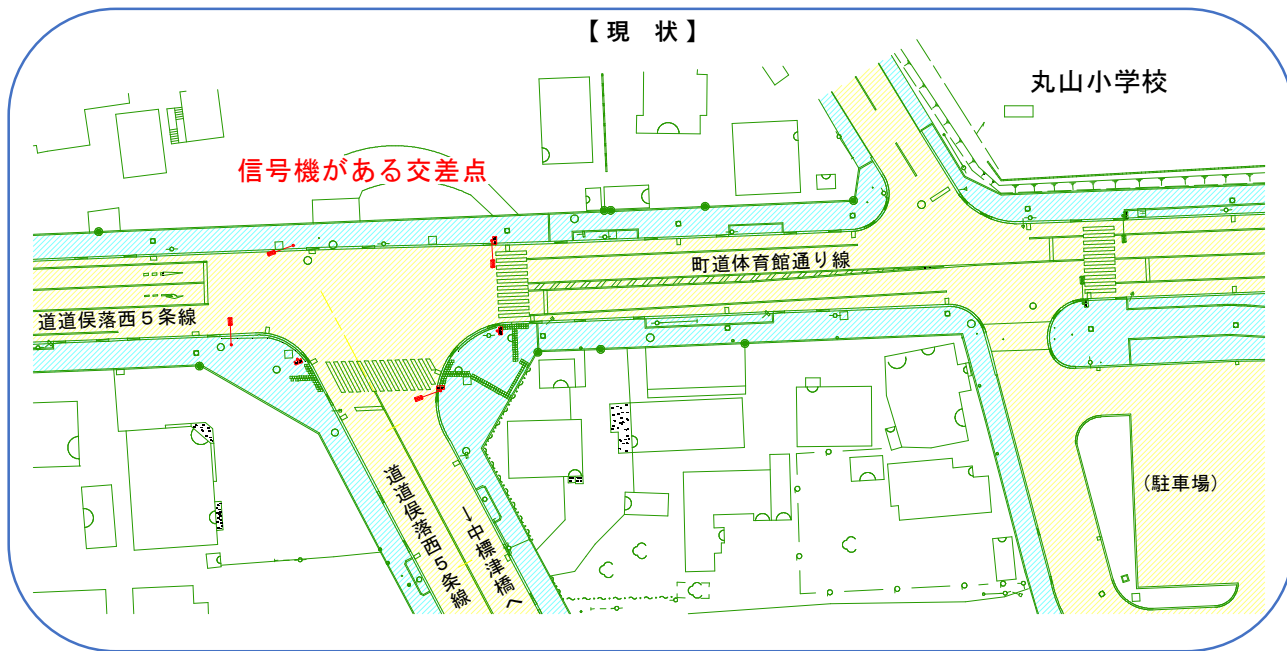 【 現　状 】
丸山小学校
信号機がある交差点
町道体育館通り線
道道俣落西５条線
道道俣落西５条線
→中標津橋へ
（駐車場）